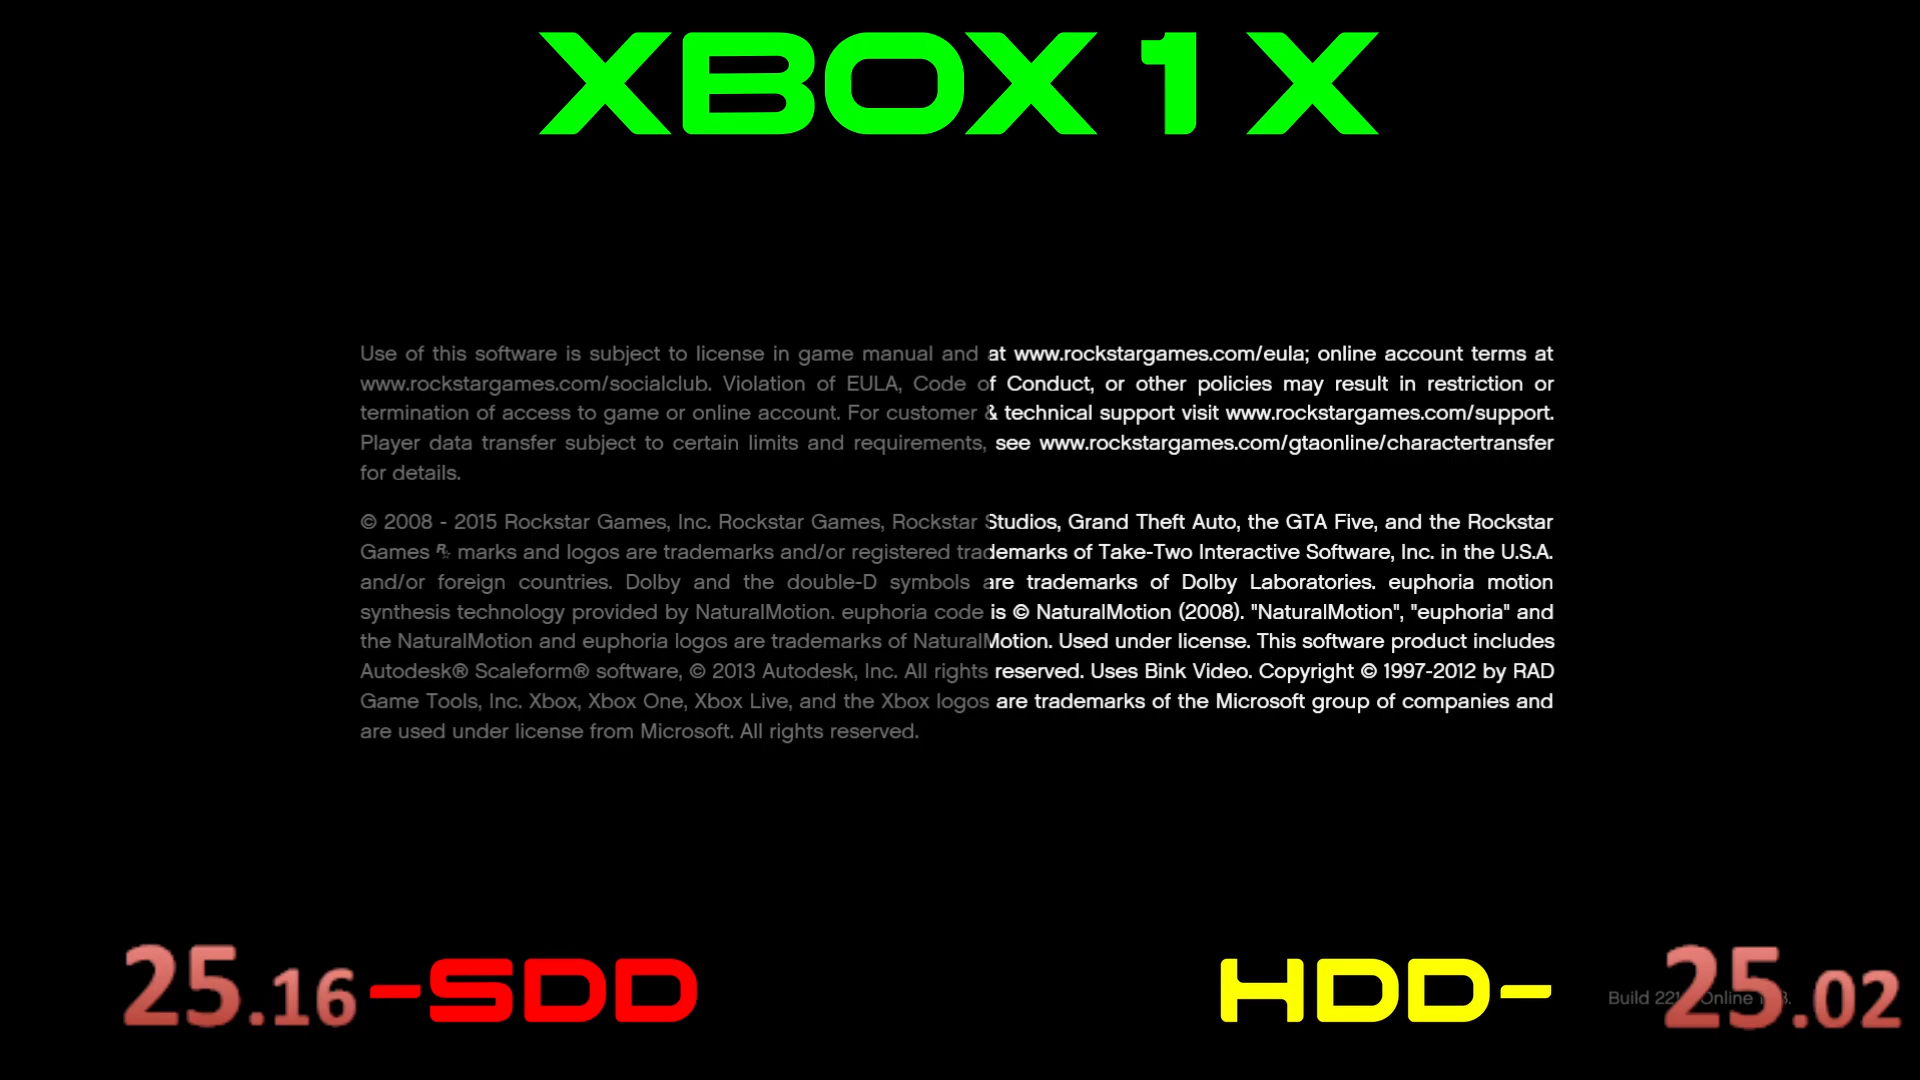 XBOX 1 X
Use of this software is subject to license in game manual and at www.rockstargames.com/eula; online account terms at
www.rockstargames.com/socialclub. Violation of EULA, Code of Conduct, or other policies may result in restriction or
termination of access to game or online account. For customer & technical support visit www.rockstargames.com/support.
Player data transfer subject to certain limits and requirements, see www.rockstargames.com/gtaonline/charactertransfer
for details.
© 2008 - 2015 Rockstar Games, Inc. Rockstar Games, Rockstar Studios, Grand Theft Auto, the GTA Five, and the Rockstar
Games R* marks and logos are trademarks and/or registered trademarks of Take-Two Interactive Software, Inc. in the U.S.A.
and/or foreign countries. Dolby and the double-D symbols are trademarks of Dolby Laboratories. euphoria motion
synthesis technology provided by NaturalMotion. euphoria code is © NaturalMotion (2008). "NaturalMotion", "euphoria" and
the NaturalMotion and euphoria logos are trademarks of NaturalMotion. Used under license. This software product includes
Autodesk® Scaleform® software, © 2013 Autodesk, Inc. All rights reserved. Uses Bink Video. Copyright © 1997-2012 by RAD
Game Tools, Inc. Xbox, Xbox One, Xbox Live, and the Xbox logos are trademarks of the Microsoft group of companies and
are used under license from Microsoft. All rights reserved.
25.16 -SDD HDD- 25.02
Build Online